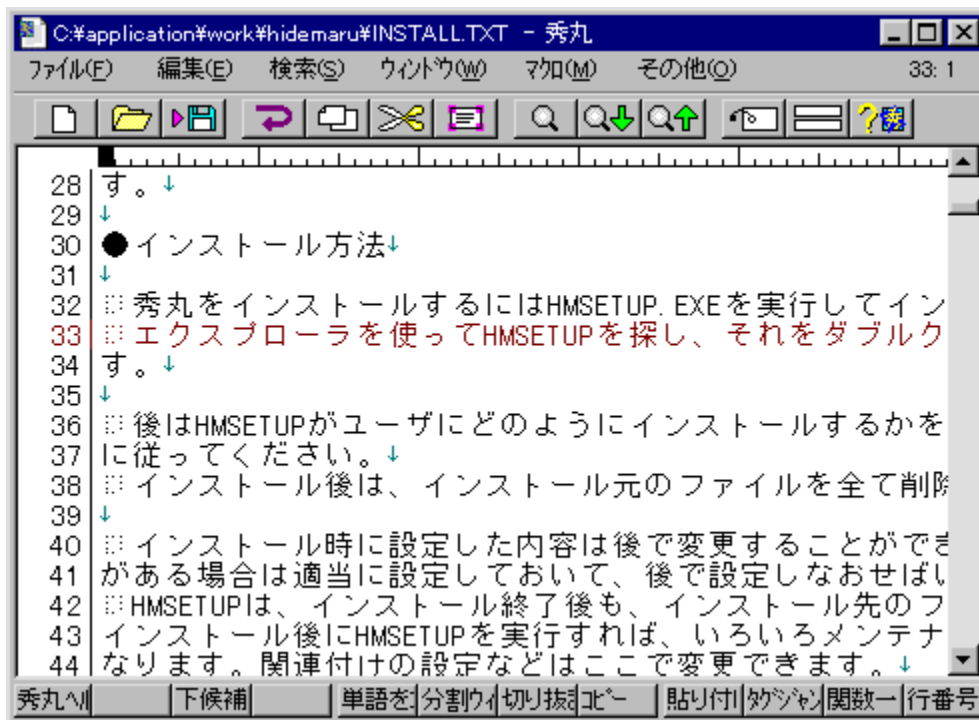 C:¥application¥work¥hidemaru¥INSTALL.TXT - 秀丸
ファイル(F) 編集(E) 検索(S) ウィンドウ(W) マクロ(M) その他(O) 33: 1
28 す。↓
29 ↓
30 ●インストール方法↓
31 ↓
32 秀丸をインストールするにはHMSETUP.EXEを実行してイン
33 エクスプローラを使ってHMSETUPを探し、それをダブルク
34 す。↓
35 ↓
36 後はHMSETUPがユーザにどのようにインストールするかを
37 に従ってください。↓
38 インストール後は、インストール元のファイルを全て削除
39 ↓
40 インストール時に設定した内容は後で変更することができ
41 がある場合は適当に設定しておいて、後で設定しなおせばい
42 HMSETUPは、インストール終了後も、インストール先のフ
43 インストール後にHMSETUPを実行すれば、いろいろメンテナ
44 なります。関連付けの設定などはここで変更できます。↓
秀丸ヘル 下候補 単語を 分割ウィ 切り抜き コピー 貼り付け タグジャン 関数一 行番号